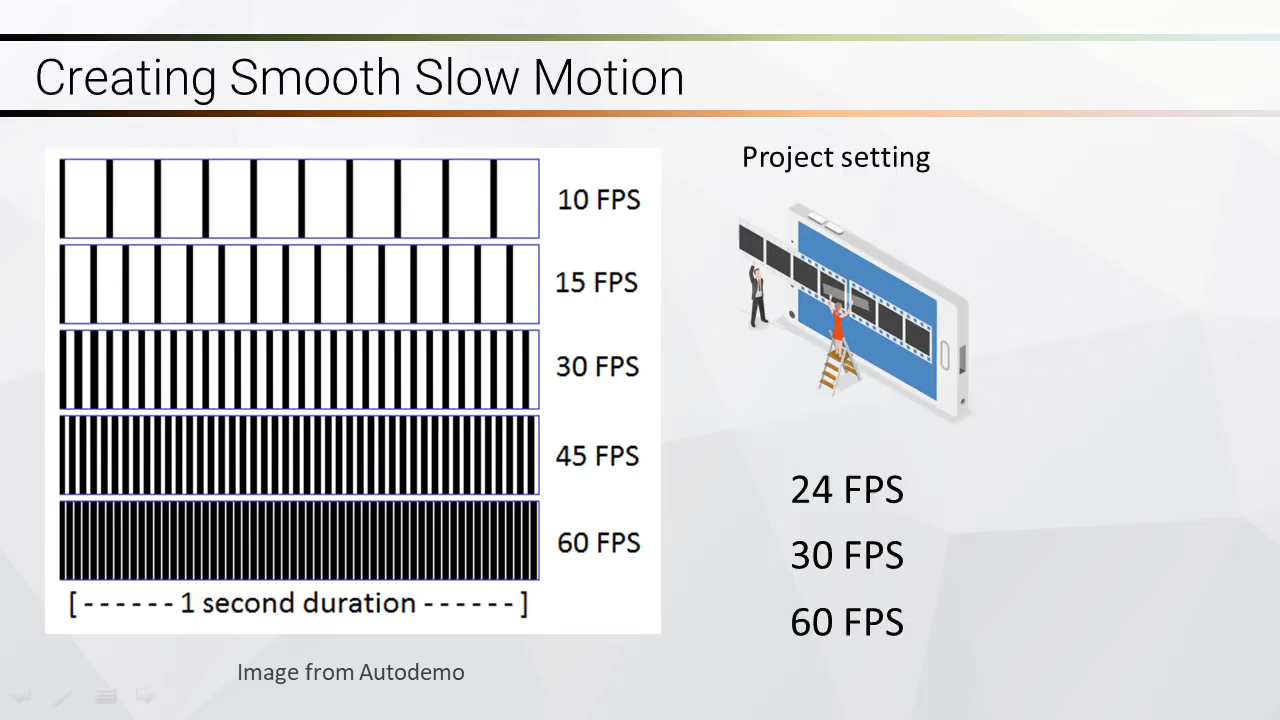 Creating Smooth Slow Motion
10 FPS
15 FPS
30 FPS
45 FPS
60 FPS
[ - - - - - - 1 second duration - - - - - - ]
Image from Autodemo
Project setting
24 FPS
30 FPS
60 FPS